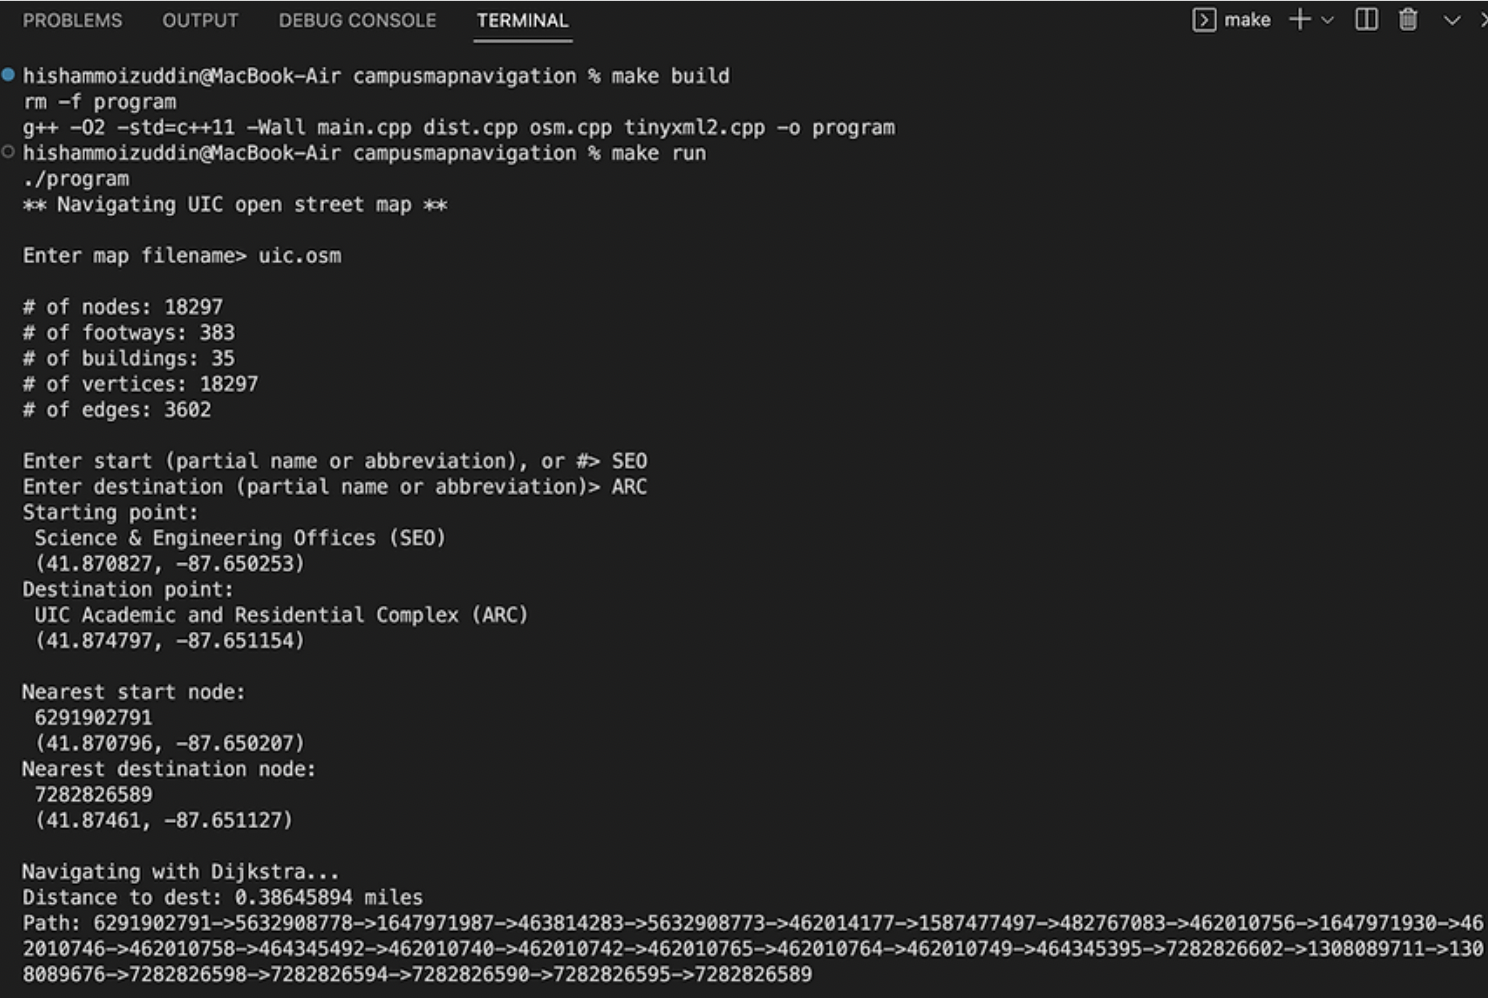 PROBLEMS OUTPUT DEBUG CONSOLE TERMINAL make
hishammoizuddin@MacBook-Air campusmapnavigation % make build
rm -f program
g++ -O2 -std=c++11 -Wall main.cpp dist.cpp osm.cpp tinyxml2.cpp -o program
hishammoizuddin@MacBook-Air campusmapnavigation % make run
./program
** Navigating UIC open street map **
Enter map filename> uic.osm
# of nodes: 18297
# of footways: 383
# of buildings: 35
# of vertices: 18297
# of edges: 3602
Enter start (partial name or abbreviation), or #> SEO
Enter destination (partial name or abbreviation)> ARC
Starting point:
Science & Engineering Offices (SEO)
(41.870827, -87.650253)
Destination point:
UIC Academic and Residential Complex (ARC)
(41.874797, -87.651154)
Nearest start node:
6291902791
(41.870796, -87.650207)
Nearest destination node:
7282826589
(41.87461, -87.651127)
Navigating with Dijkstra...
Distance to dest: 0.38645894 miles
Path: 6291902791->5632908778->1647971987->463814283->5632908773->462014177->1587477497->482767083->462010756->1647971930->46
2010746->462010758->464345492->462010740->462010742->462010765->462010764->462010749->464345395->7282826602->1308089711->130
8089676->7282826598->7282826594->7282826590->7282826595->7282826589